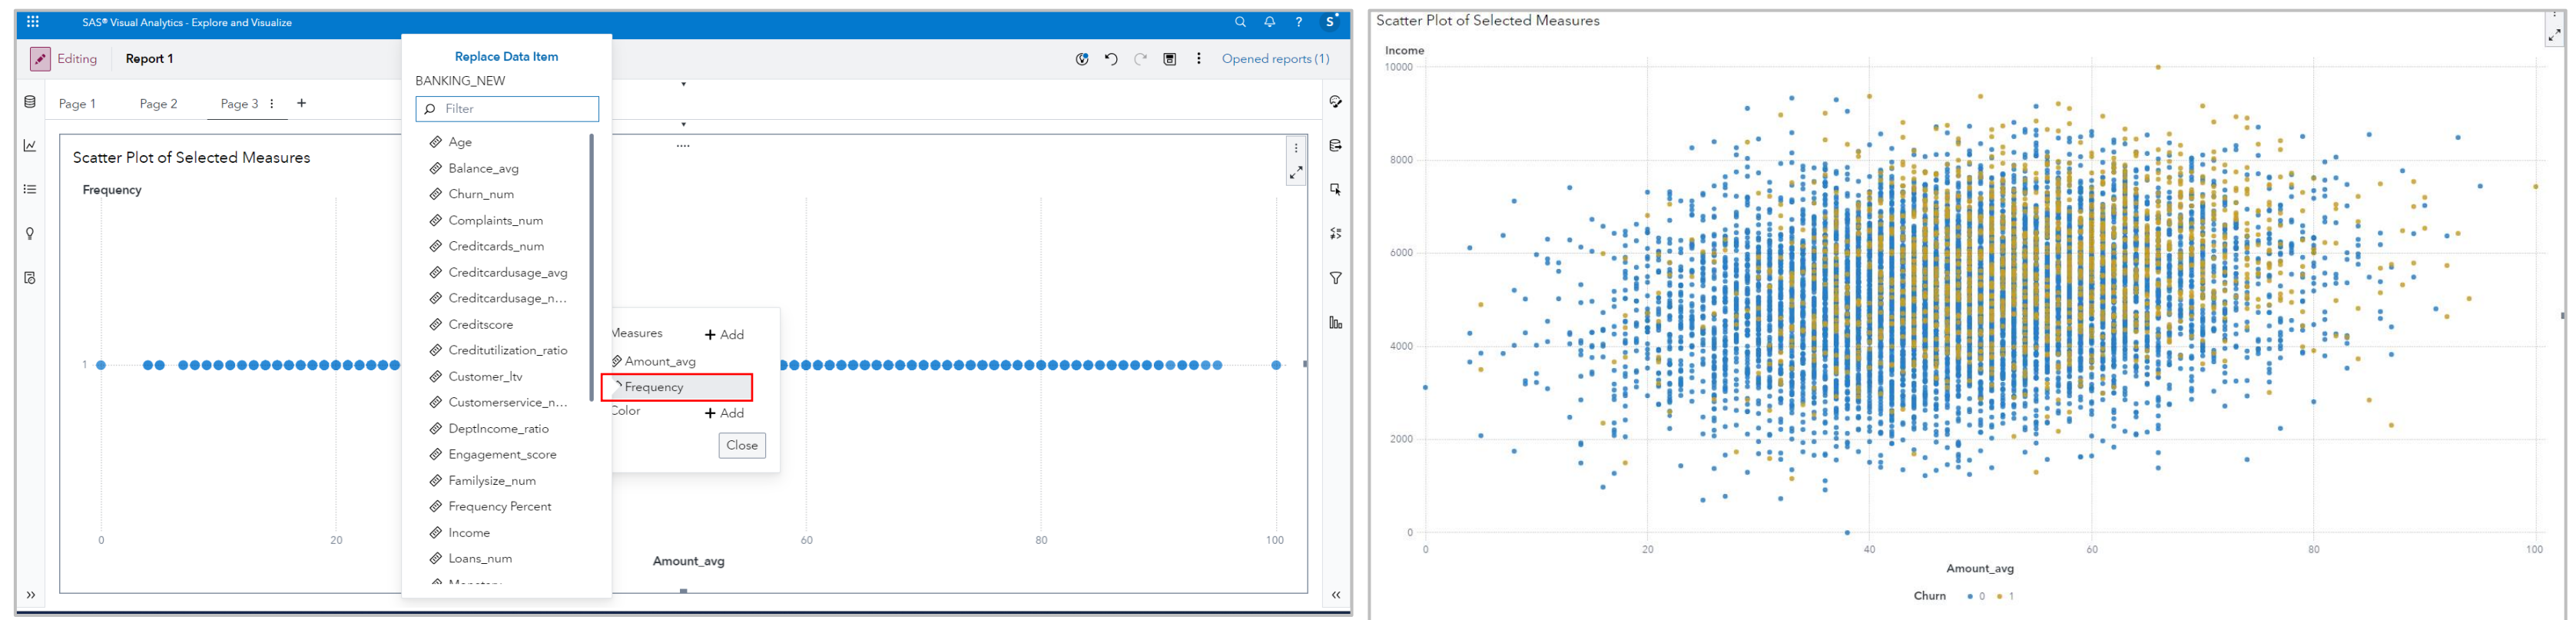 SAS® Visual Analytics - Explore and Visualize
?
S
Editing
Report 1
Opened reports (1)
Page 1
Page 2
Page 3
+
Scatter Plot of Selected Measures
Frequency
1
0
20
60
80
100
Amount_avg
Replace Data Item
BANKING_NEW
Filter
Age
Balance_avg
Churn_num
Complaints_num
Creditcards_num
Creditcardusage_avg
Creditcardusage_n...
Creditscore
Creditutilization_ratio
Customer_ltv
Customerservice_n...
DeptIncome_ratio
Engagement_score
Familysize_num
Frequency Percent
Income
Loans_num
Measures
+ Add
Amount_avg
Frequency
Color
+ Add
Close
Scatter Plot of Selected Measures
Income
10000
8000
6000
4000
2000
0
0
20
40
60
80
100
Amount_avg
Churn
0
1